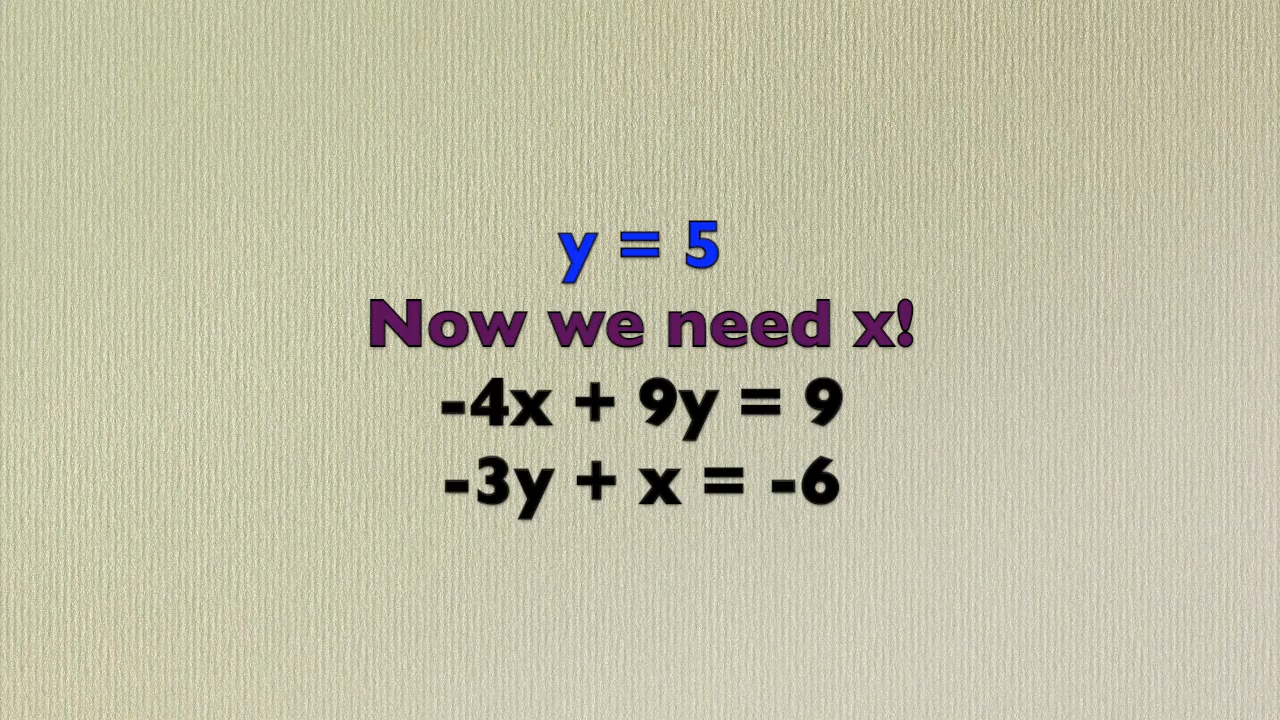 y = 5
Now we need x!
-4x + 9y = 9
-3y + x = -6